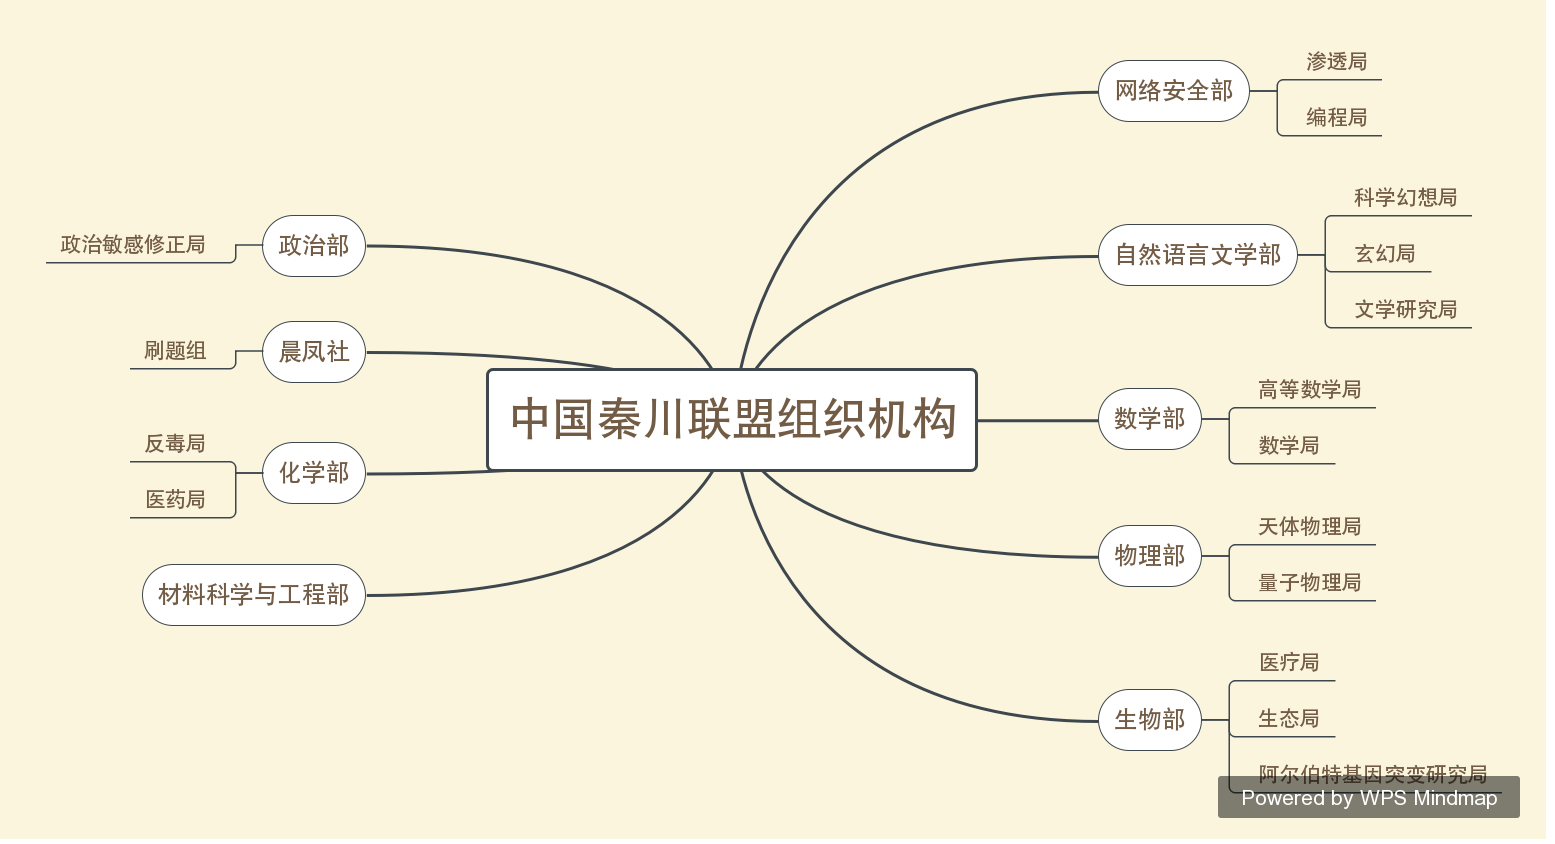 中国秦川联盟组织机构
网络安全部
渗透局
编程局
自然语言文学部
科学幻想局
玄幻局
文学研究局
数学部
高等数学局
数学局
物理部
天体物理局
量子物理局
生物部
医疗局
生态局
阿尔伯特基因突变研究局
政治部
政治敏感修正局
晨凤社
刷题组
化学部
反毒局
医药局
材料科学与工程部
Powered by WPS Mindmap